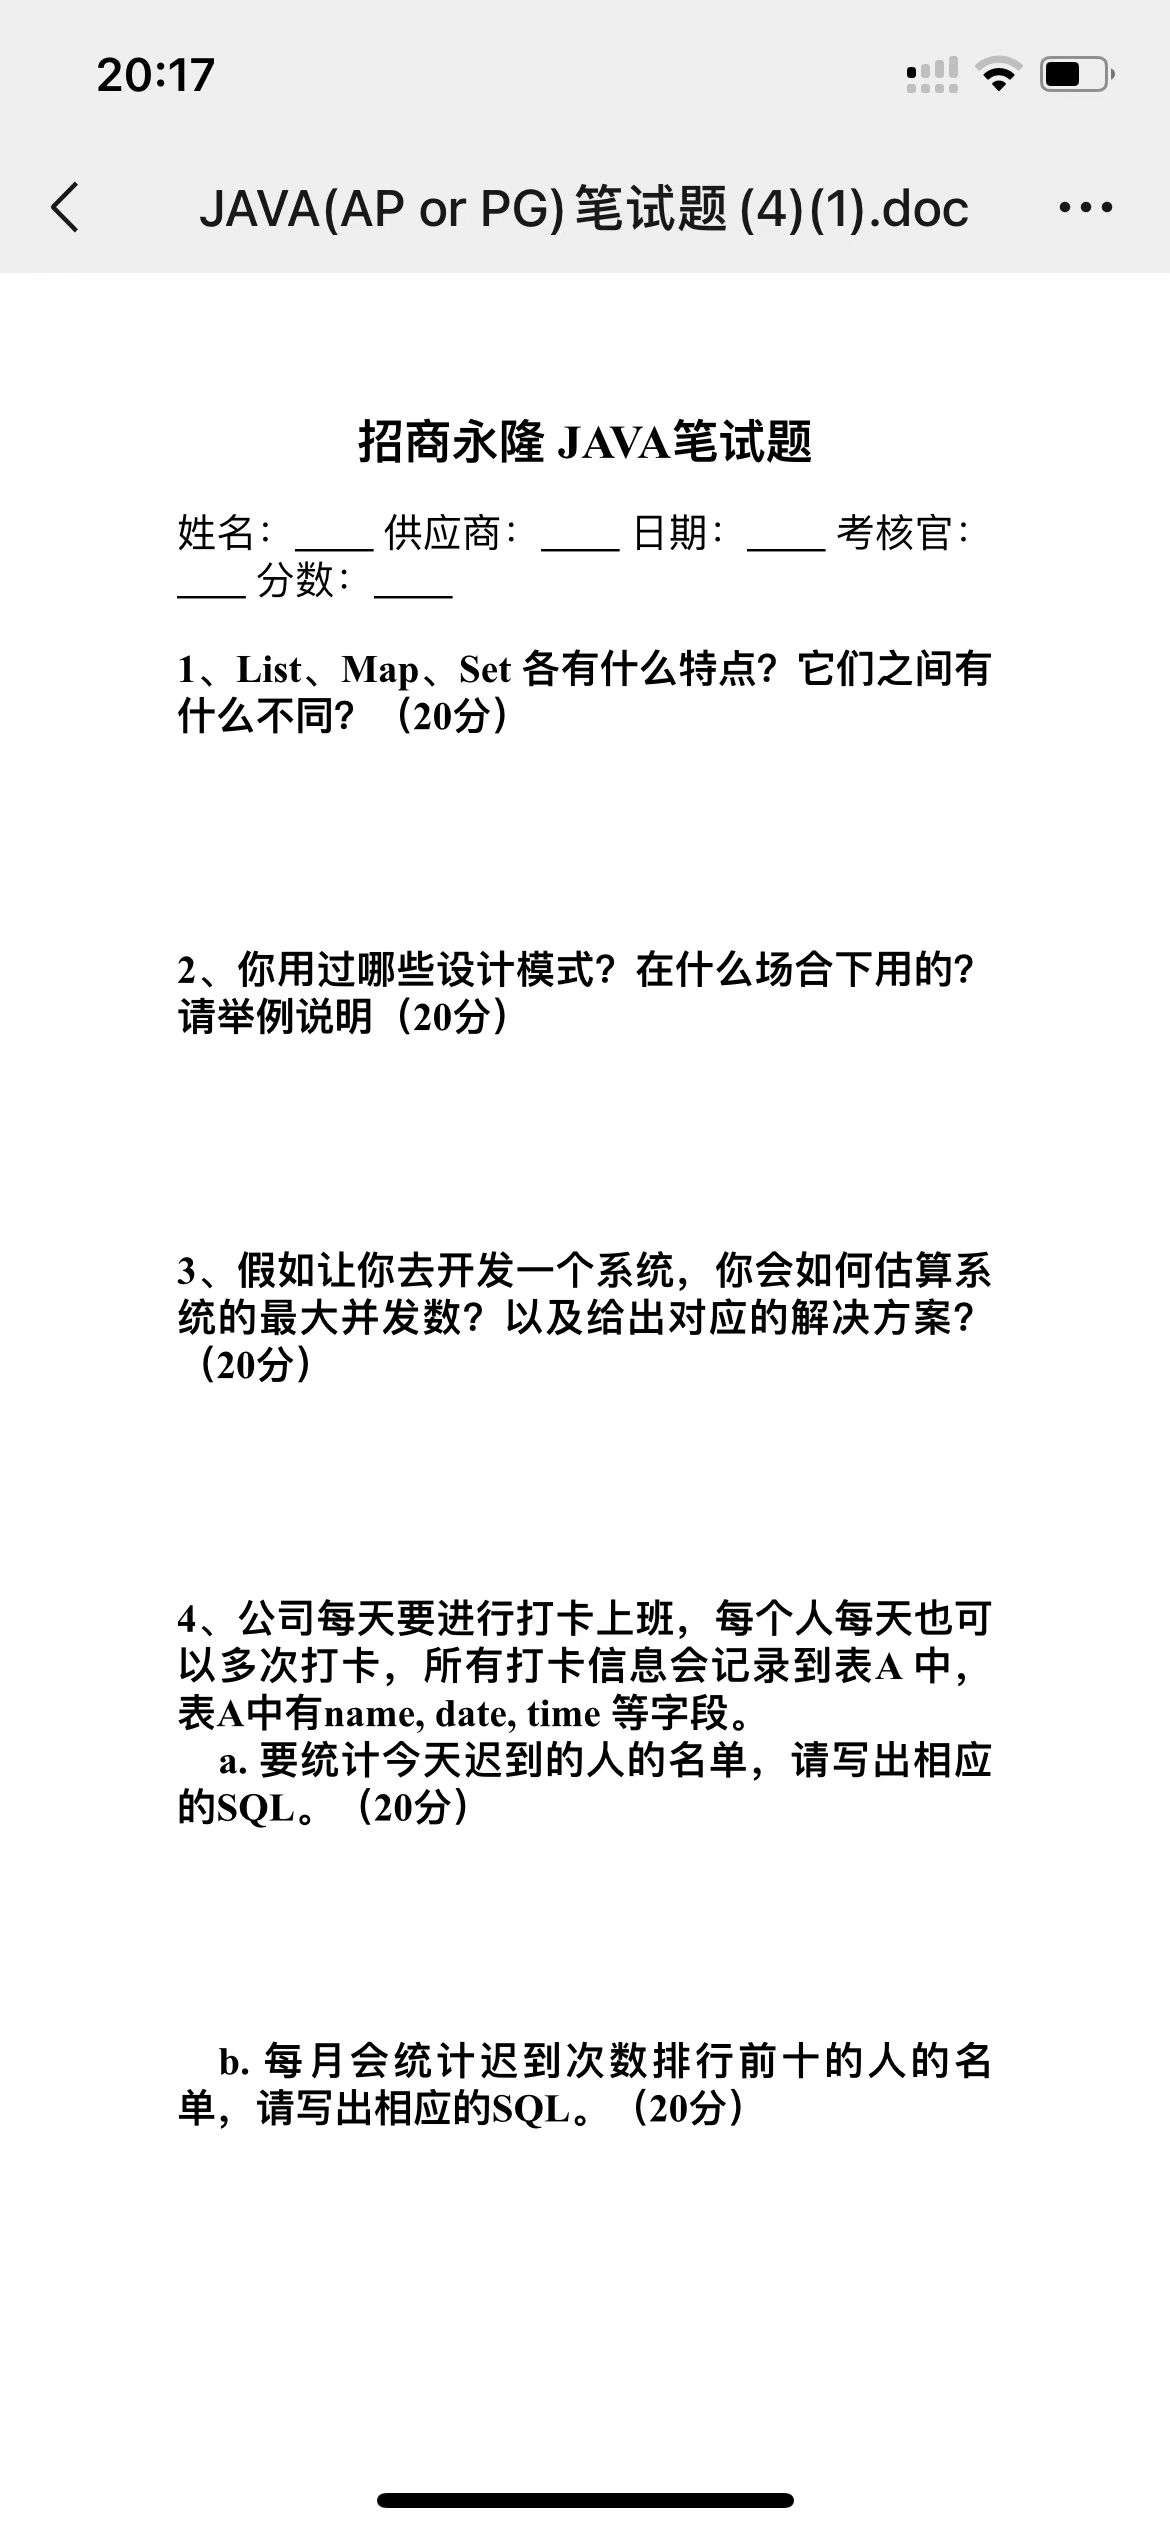 20:17
JAVA(AP or PG)笔试题(4)(1).doc
招商永隆 JAVA笔试题
姓名：____ 供应商：____ 日期：____ 考核官：
____ 分数：____
1、List、Map、Set 各有什么特点？它们之间有
什么不同？（20分）
2、你用过哪些设计模式？在什么场合下用的？
请举例说明（20分）
3、假如让你去开发一个系统，你会如何估算系
统的最大并发数？以及给出对应的解决方案？
（20分）
4、公司每天要进行打卡上班，每个人每天也可
以多次打卡，所有打卡信息会记录到表A 中，
表A中有name, date, time 等字段。
a. 要统计今天迟到的人的名单，请写出相应
的SQL。（20分）
b. 每月会统计迟到次数排行前十的人的名
单，请写出相应的SQL。（20分）